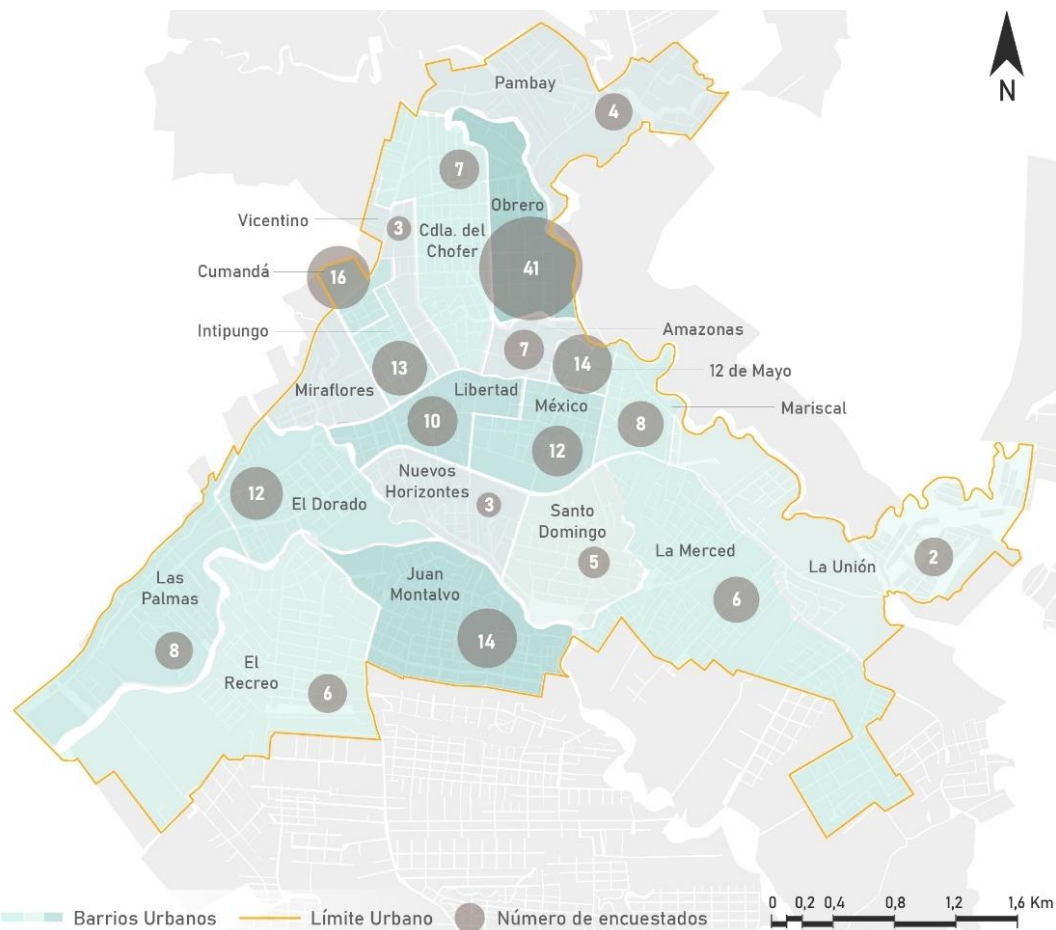 Pambay
N
4
7
Obrero
Vicentino
3
Cdla. del
Chofer
Cumandá
16
41
Intipungo
Amazonas
7
14
12 de Mayo
13
Miraflores
Libertad
México
Mariscal
10
8
12
Nuevos
Horizontes
12
El Dorado
3
Santo
Domingo
La Merced
2
La Unión
5
Las
Palmas
Juan
Montalvo
6
14
8
El
Recreo
6
Barrios Urbanos
Límite Urbano
Número de encuestados
0 0,2 0,4 0,8 1,2 1,6 Km